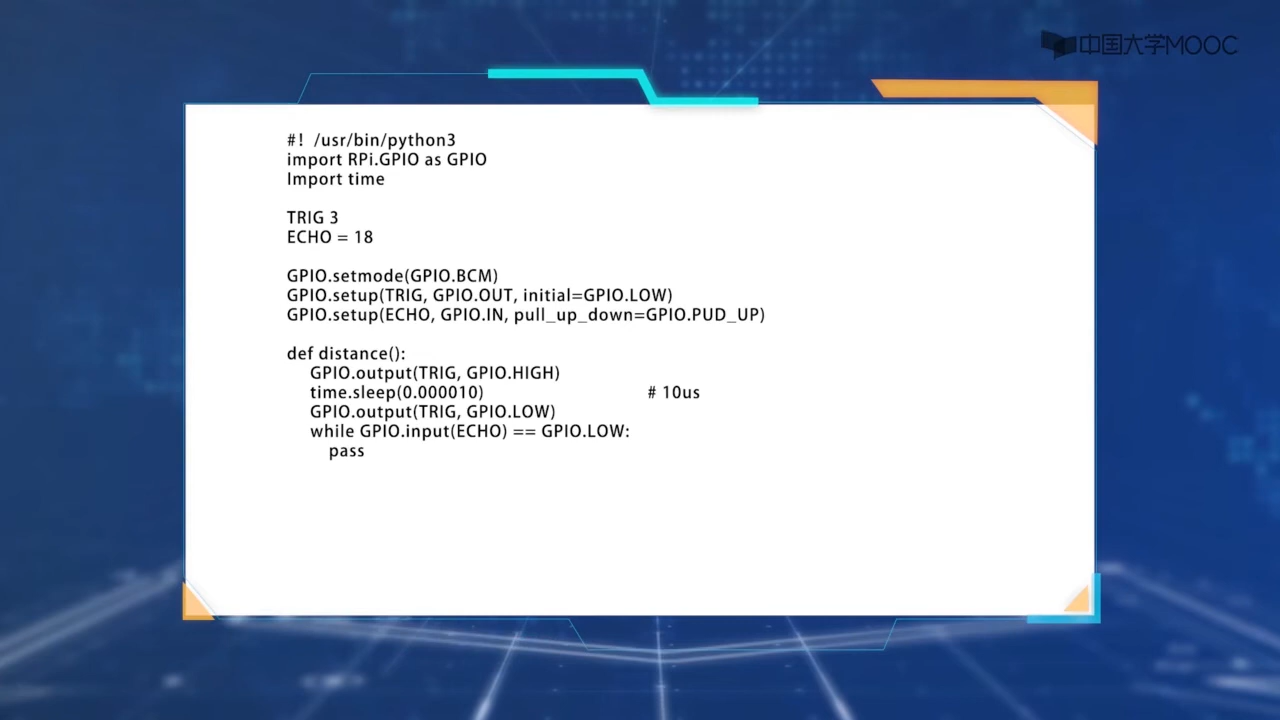 中国大学MOOC
#! /usr/bin/python3
import RPi.GPIO as GPIO
Import time
TRIG 3
ECHO = 18
GPIO.setmode(GPIO.BCM)
GPIO.setup(TRIG, GPIO.OUT, initial=GPIO.LOW)
GPIO.setup(ECHO, GPIO.IN, pull_up_down=GPIO.PUD_UP)
def distance():
GPIO.output(TRIG, GPIO.HIGH)
time.sleep(0.000010) # 10us
GPIO.output(TRIG, GPIO.LOW)
while GPIO.input(ECHO) == GPIO.LOW:
pass